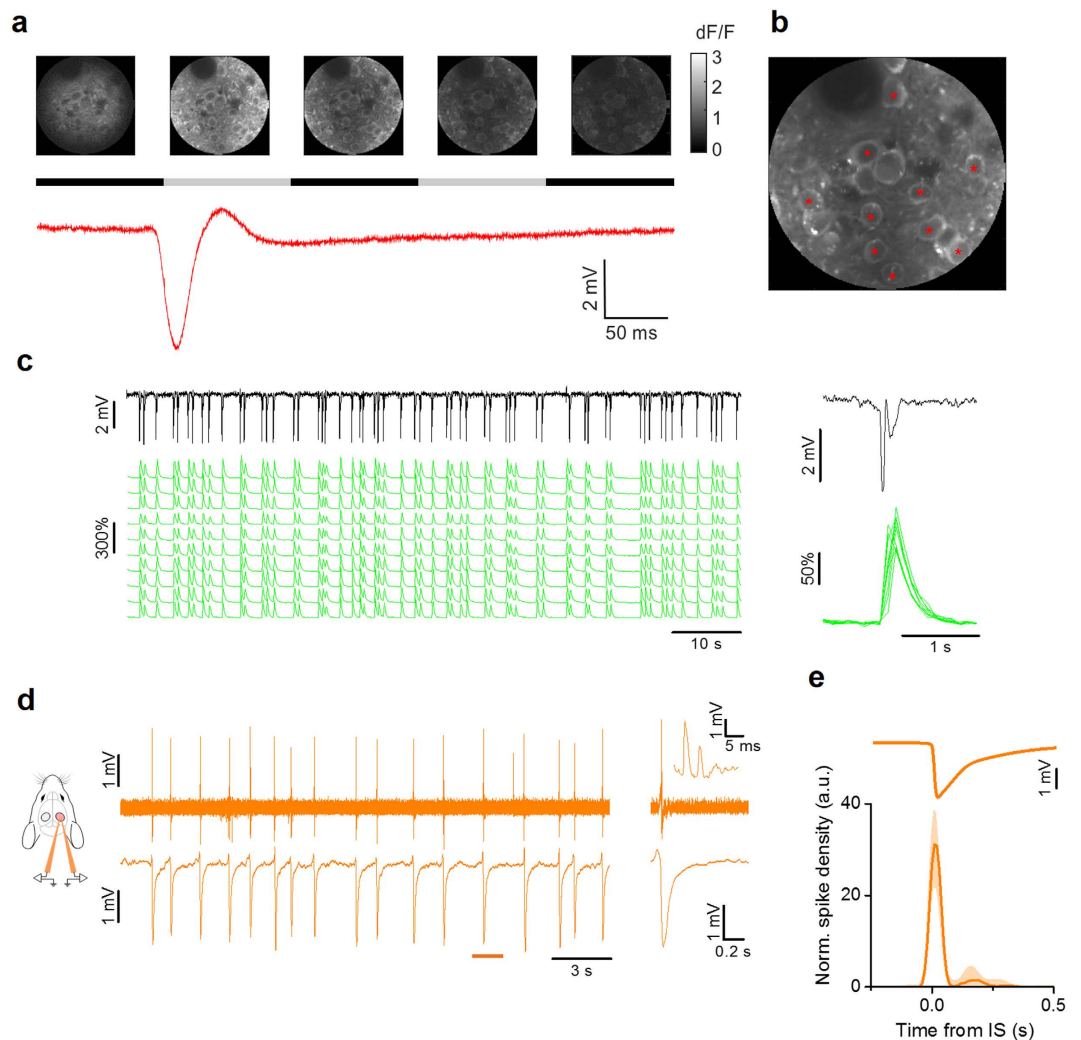 a
dF/F
3
2
1
0
2 mV
50 ms
b
c
2 mV
300%
10 s
2 mV
50%
1 s
d
1 mV
1 mV
5 ms
1 mV
3 s
1 mV
0.2 s
e
1 mV
Norm. spike density (a.u.)
40
20
0
0.0
0.5
Time from IS (s)